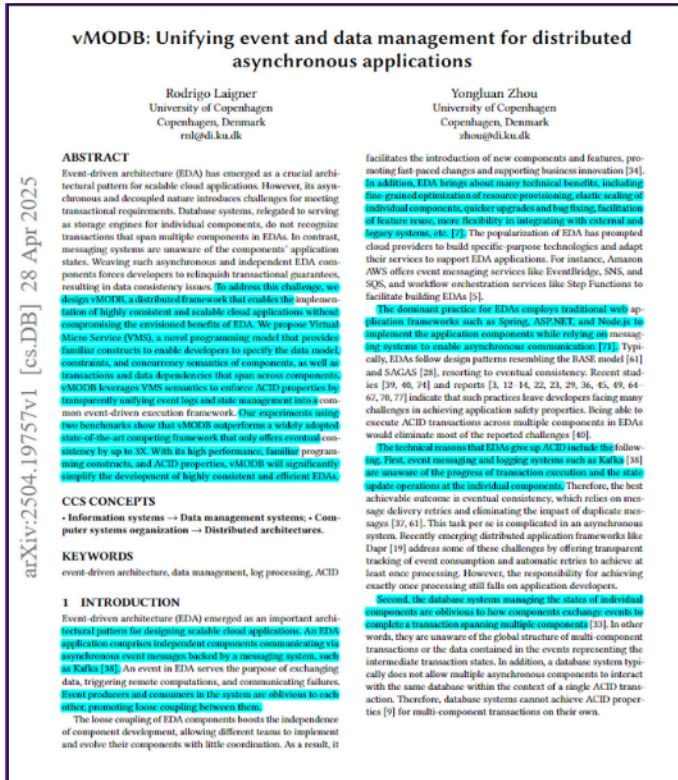 vMODB: Unifying event and data management for distributed
asynchronous applications
Rodrigo Laigner
University of Copenhagen
Copenhagen, Denmark
rnl@di.ku.dk
Yongluan Zhou
University of Copenhagen
Copenhagen, Denmark
zhou@di.ku.dk
arXiv:2504.19757v1 [cs.DB] 28 Apr 2025
ABSTRACT
Event-driven architecture (EDA) has emerged as a crucial archi-
tectural pattern for scalable cloud applications. However, its asyn-
chronous and decoupled nature introduces challenges for meeting
transactional requirements. Database systems, relegated to serving
as storage engines for individual components, do not recognize
transactions that span multiple components in EDAs. In contrast,
messaging systems are unaware of the components' application
states. Weaving such asynchronous and independent EDA com-
ponents forces developers to relinquish transactional guarantees,
resulting in data consistency issues. To address this challenge, we
design vMODB, a distributed framework that enables the implemen-
tation of highly consistent and scalable cloud applications without
compromising the envisioned benefits of EDA. We propose Virtual
Micro Service (VMS), a novel programming model that provides
familiar constructs to enable developers to specify the data model,
constraints, and concurrency semantics of components, as well as
transactions and data dependencies that span across components.
vMODB leverages VMS semantics to enforce ACID properties by
transparently unifying event logs and state management into a com-
mon event-driven execution framework. Our experiments using
two benchmarks show that vMODB outperforms a widely adopted
state-of-the-art competing framework that only offers eventual con-
sistency by up to 3X. With its high performance, familiar program-
ming constructs, and ACID properties, vMODB will significantly
simplify the development of highly consistent and efficient EDAs.
CCS CONCEPTS
• Information systems → Data management systems; • Com-
puter systems organization → Distributed architectures.
KEYWORDS
event-driven architecture, data management, log processing, ACID
1 INTRODUCTION
Event-driven architecture (EDA) emerged as an important archi-
tectural pattern for designing scalable cloud applications. An EDA
application comprises independent components communicating via
asynchronous event messages backed by a messaging system, such
as Kafka [38]. An event in EDA serves the purpose of exchanging
data, triggering remote computations, and communicating failures.
Event producers and consumers in the system are oblivious to each
other, promoting loose coupling between them.
The loose coupling of EDA components boosts the independence
of component development, allowing different teams to implement
and evolve their components with little coordination. As a result, it
facilitates the introduction of new components and features, pro-
moting fast-paced changes and supporting business innovation [34].
In addition, EDA brings about many technical benefits, including
fine-grained optimization of resource provisioning, elastic scaling of
individual components, quicker upgrades and bug fixing, facilitation
of feature reuse, more flexibility in integrating with external and
legacy systems, etc. [7]. The popularization of EDA has prompted
cloud providers to build specific-purpose technologies and adapt
their services to support EDA applications. For instance, Amazon
AWS offers event messaging services like EventBridge, SNS, and
SQS, and workflow orchestration services like Step Functions to
facilitate building EDAs [5].
The dominant practice for EDAs employs traditional web ap-
plication frameworks such as Spring, ASP.NET, and Node.js to
implement the application components while relying on messag-
ing systems to enable asynchronous communication [71]. Typi-
cally, EDAs follow design patterns resembling the BASE model [61]
and SAGAS [28], resorting to eventual consistency. Recent stud-
ies [39, 40, 74] and reports [3, 12–14, 22, 23, 29, 36, 45, 49, 64–
67, 70, 77] indicate that such practices leave developers facing many
challenges in achieving application safety properties. Being able to
execute ACID transactions across multiple components in EDAs
would eliminate most of the reported challenges [40].
The technical reasons that EDAs give up ACID include the follow-
ing. First, event messaging and logging systems such as Kafka [38]
are unaware of the progress of transaction execution and the state
update operations at the individual components. Therefore, the best
achievable outcome is eventual consistency, which relies on mes-
sage delivery retries and eliminating the impact of duplicate mes-
sages [37, 61]. This task per se is complicated in an asynchronous
system. Recently emerging distributed application frameworks like
Dapr [19] address some of these challenges by offering transparent
tracking of event consumption and automatic retries to achieve at
least once processing. However, the responsibility for achieving
exactly once processing still falls on application developers.
Second, the database systems managing the states of individual
components are oblivious to how components exchange events to
complete a transaction spanning multiple components [33]. In other
words, they are unaware of the global structure of multi-component
transactions or the data contained in the events representing the
intermediate transaction states. In addition, a database system typi-
cally does not allow multiple asynchronous components to interact
with the same database within the context of a single ACID trans-
action. Therefore, database systems cannot achieve ACID proper-
ties [9] for multi-component transactions on their own.